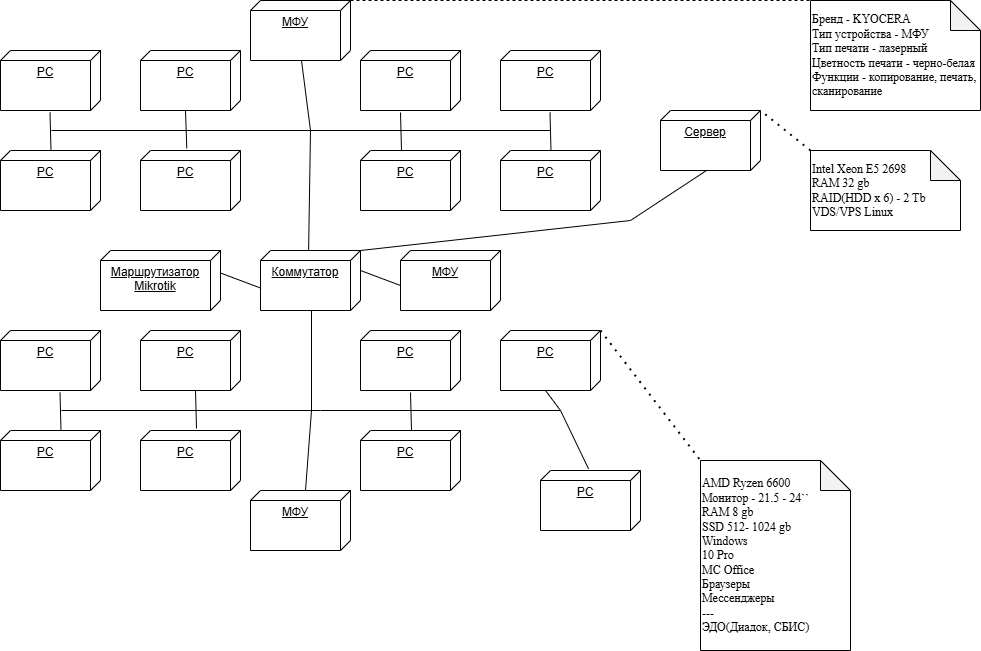 МФУ
Бренд - KYOCERA
Тип устройства - МФУ
Тип печати - лазерный
Цветность печати - черно-белая
Функции - копирование, печать,
сканирование
PC
PC
PC
PC
Сервер
PC
PC
PC
PC
Intel Xeon E5 2698
RAM 32 gb
RAID(HDD x 6) - 2 Tb
VDS/VPS Linux
Маршрутизатор
Mikrotik
Коммутатор
МФУ
PC
PC
PC
PC
PC
PC
PC
PC
МФУ
AMD Ryzen 6600
Монитор - 21.5 - 24``
RAM 8 gb
SSD 512- 1024 gb
Windows
10 Pro
MC Office
Браузеры
Мессенджеры
---
ЭДО(Диадок, СБИС)